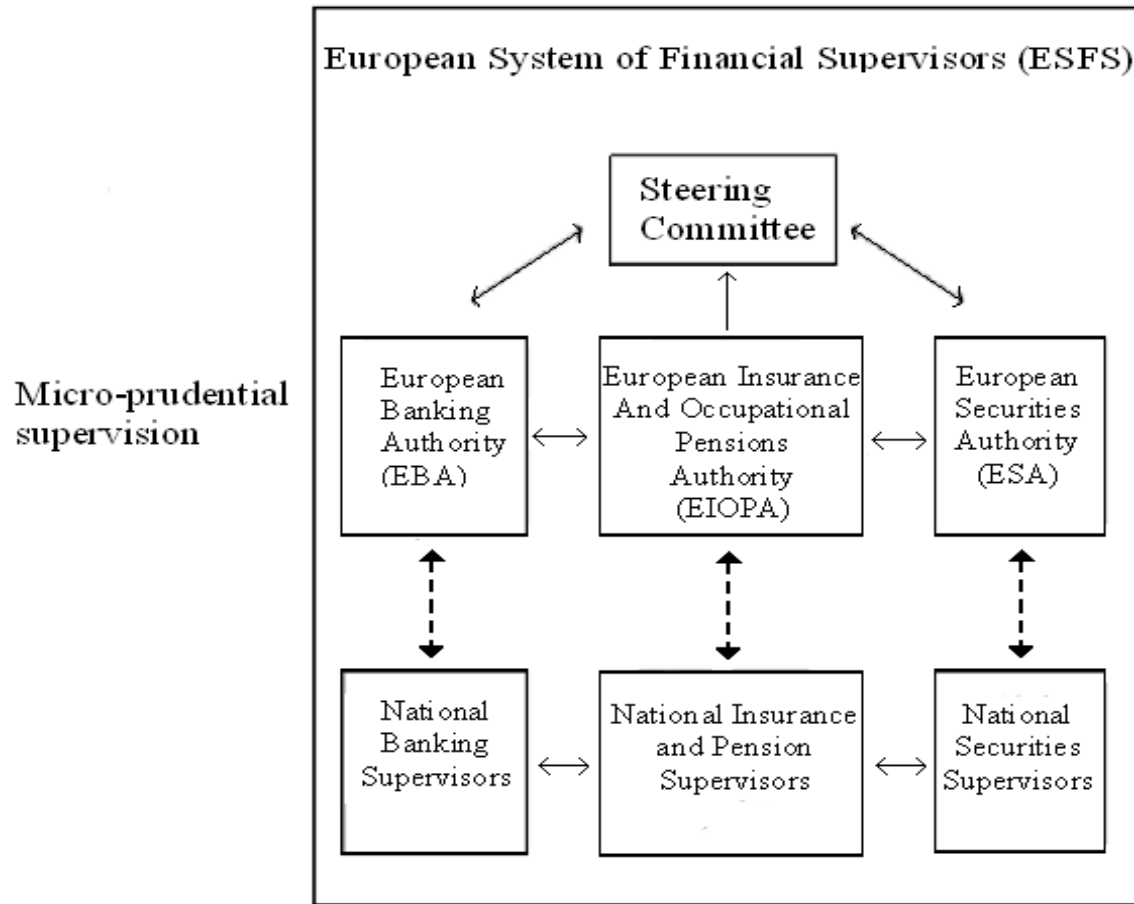 European System of Financial Supervisors (ESFS)
Steering
Committee
Micro-prudential
supervision
European
Banking
Authority
(EBA)
European Insurance
And Occupational
Pensions
Authority
(EIOPA)
European
Securities
Authority
(ESA)
National
Banking
Supervisors
National Insurance
and Pension
Supervisors
National
Securities
Supervisors